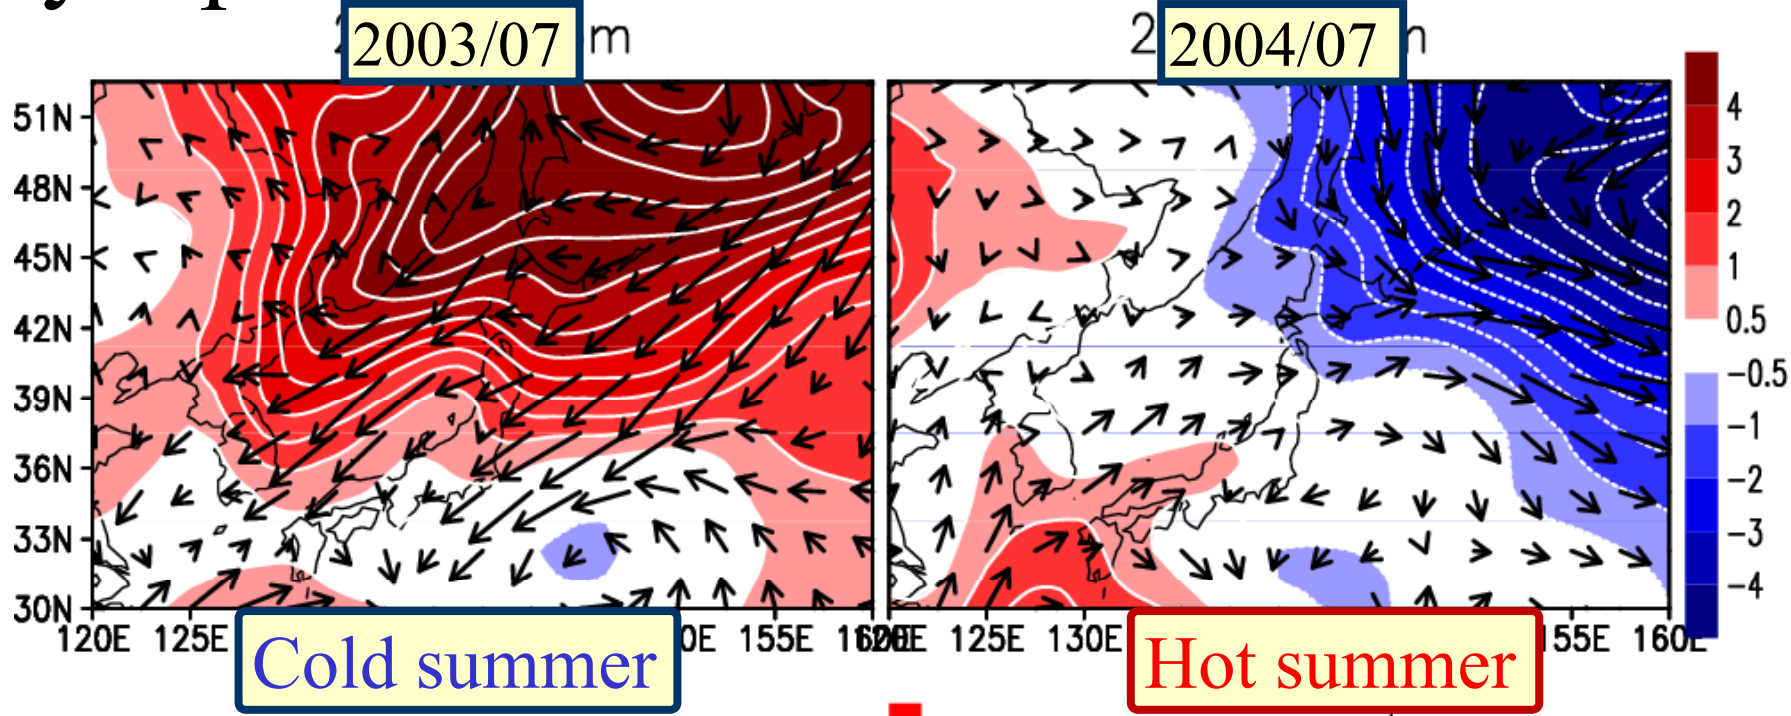 2003/07 m
2004/07
51N
48N
45N
42N
39N
36N
33N
30N
120E 125E 155E
125E 130E 155E 160E
4
3
2
1
0.5
−0.5
−1
−2
−3
−4
Cold summer
Hot summer